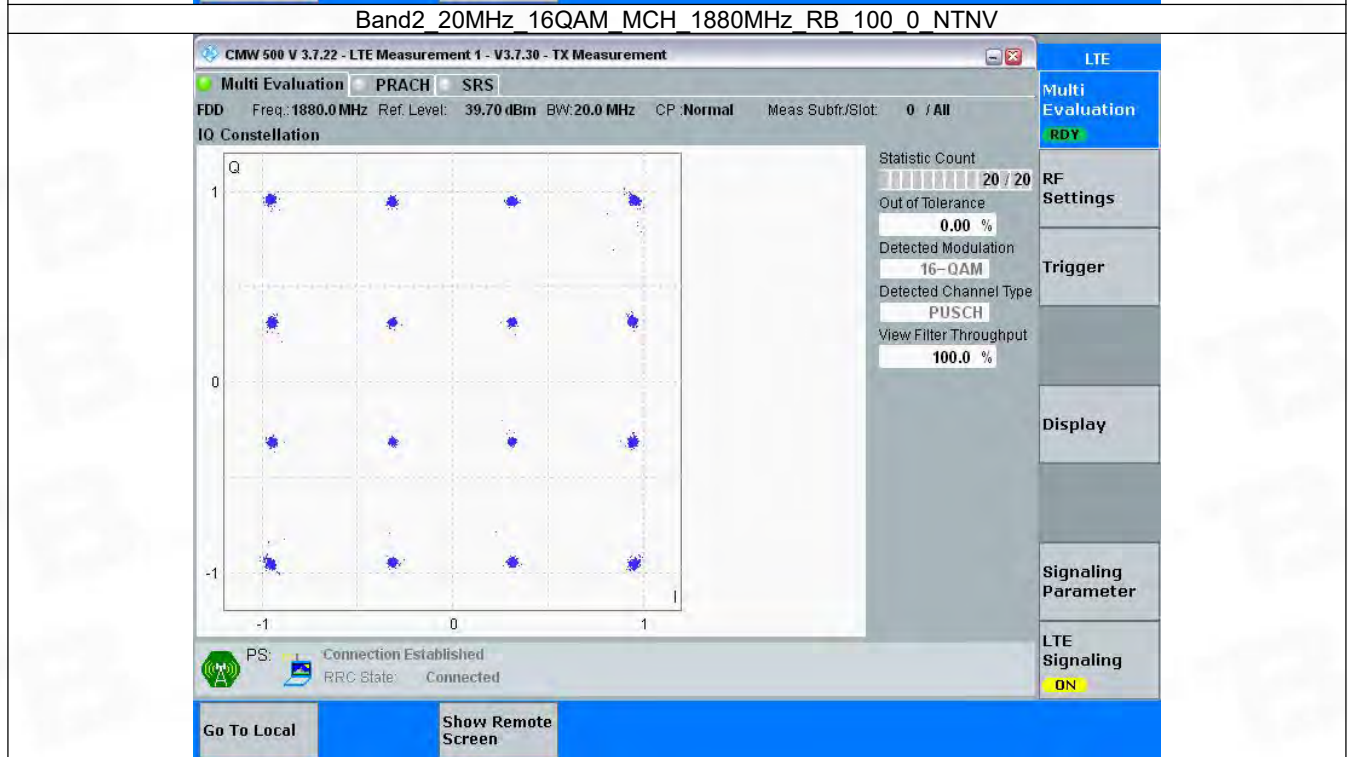 Band2_20MHz_16QAM_MCH_1880MHz_RB_100_0_NTNV
CMW 500 V 3.7.22 - LTE Measurement 1 - V3.7.30 - TX Measurement
LTE
Multi Evaluation PRACH SRS
Multi
Evaluation
RDY
FDD Freq.: 1880.0 MHz Ref. Level: 39.70 dBm BW: 20.0 MHz CP :Normal Meas Subfr./Slot: 0 / All
IQ Constellation
Q
1
0
-1
I
-1 0 1
Statistic Count
20 / 20
Out of Tolerance
0.00 %
Detected Modulation
16-QAM
Detected Channel Type
PUSCH
View Filter Throughput
100.0 %
RF
Settings
Trigger
Display
Signaling
Parameter
LTE
Signaling
ON
PS: Connection Established
RRC State: Connected
Go To Local
Show Remote
Screen